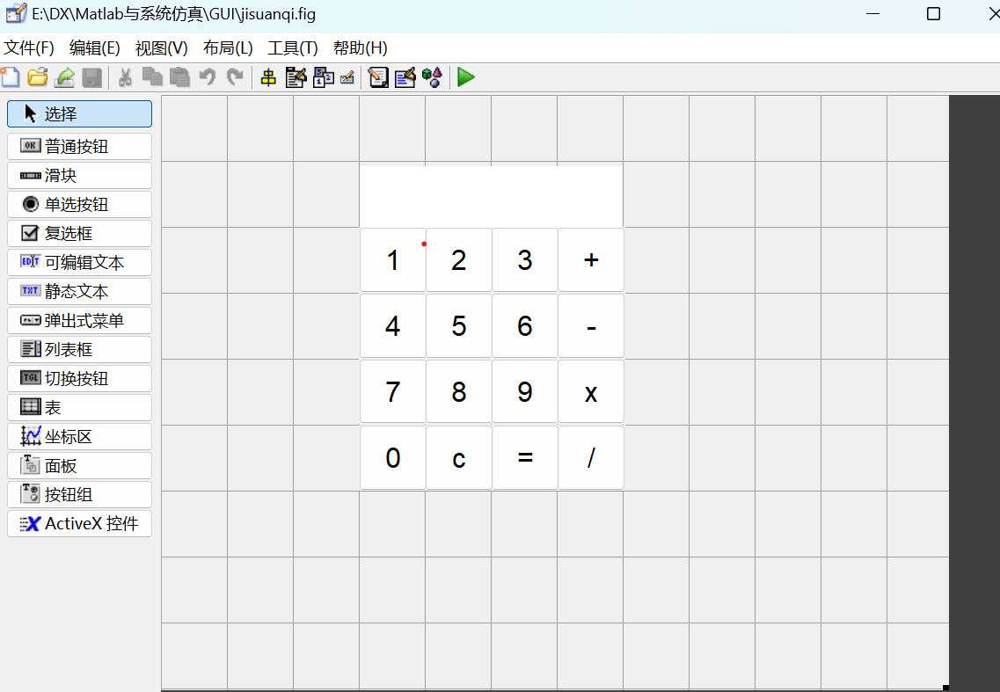 E:\DX\Matlab与系统仿真\GUI\jisuanqi.fig
文件(F) 编辑(E) 视图(V) 布局(L) 工具(T) 帮助(H)
选择
OK 普通按钮
滑块
单选按钮
复选框
EDIT 可编辑文本
TXT 静态文本
弹出式菜单
列表框
TGL 切换按钮
表
坐标区
T 面板
T 按钮组
X ActiveX 控件
1 2 3 +
4 5 6 -
7 8 9 x
0 c = /